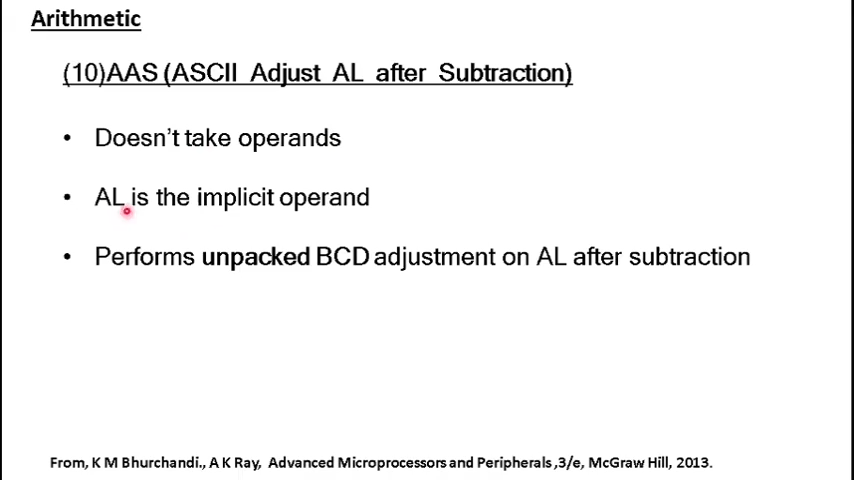 Arithmetic
(10)AAS (ASCII Adjust AL after Subtraction)
• Doesn't take operands
• AL is the implicit operand
• Performs unpacked BCD adjustment on AL after subtraction
From, K M Bhurchandi., A K Ray, Advanced Microprocessors and Peripherals ,3/e, McGraw Hill, 2013.